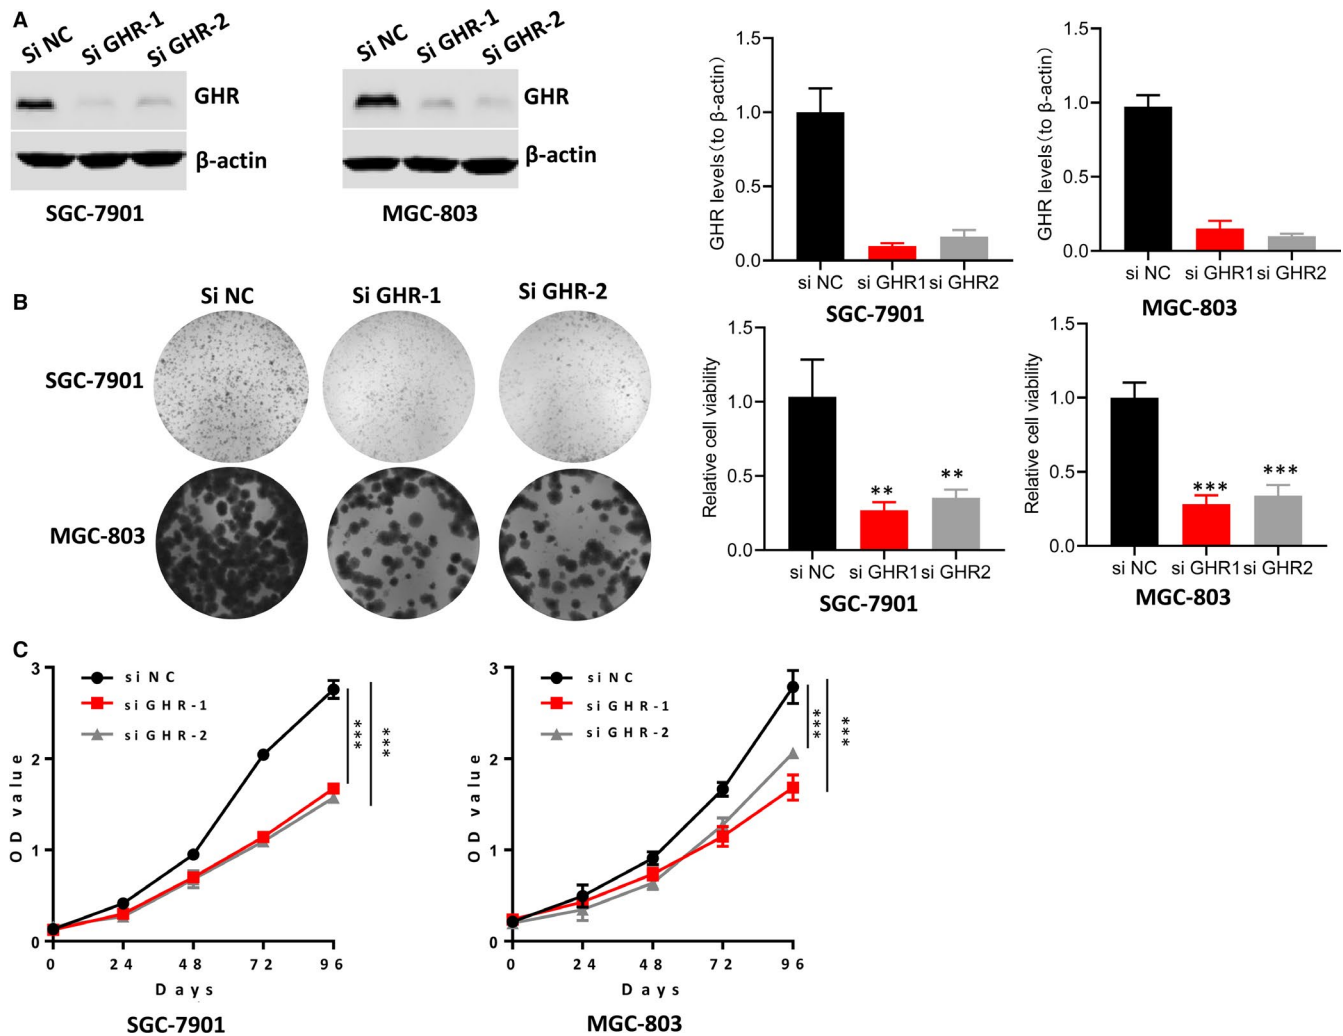 A
Si NC
Si GHR-1
Si GHR-2
GHR
β-actin
SGC-7901
Si NC
Si GHR-1
Si GHR-2
GHR
β-actin
MGC-803
GHR levels(to β-actin)
1.5
1.0
0.5
0.0
si NC
si GHR1
si GHR2
SGC-7901
GHR levels(to β-actin)
1.5
1.0
0.5
0.0
si NC
si GHR1
si GHR2
MGC-803
B
Si NC
Si GHR-1
Si GHR-2
SGC-7901
MGC-803
Relative cell viability
1.5
1.0
0.5
0.0
**
**
si NC
si GHR1
si GHR2
SGC-7901
Relative cell viability
1.5
1.0
0.5
0.0
***
***
si NC
si GHR1
si GHR2
MGC-803
C
OD value
3
2
1
0
si NC
si GHR-1
si GHR-2
***
***
0
24
48
72
96
Days
SGC-7901
OD value
3
2
1
0
si NC
si GHR-1
si GHR-2
***
***
0
24
48
72
96
Days
MGC-803